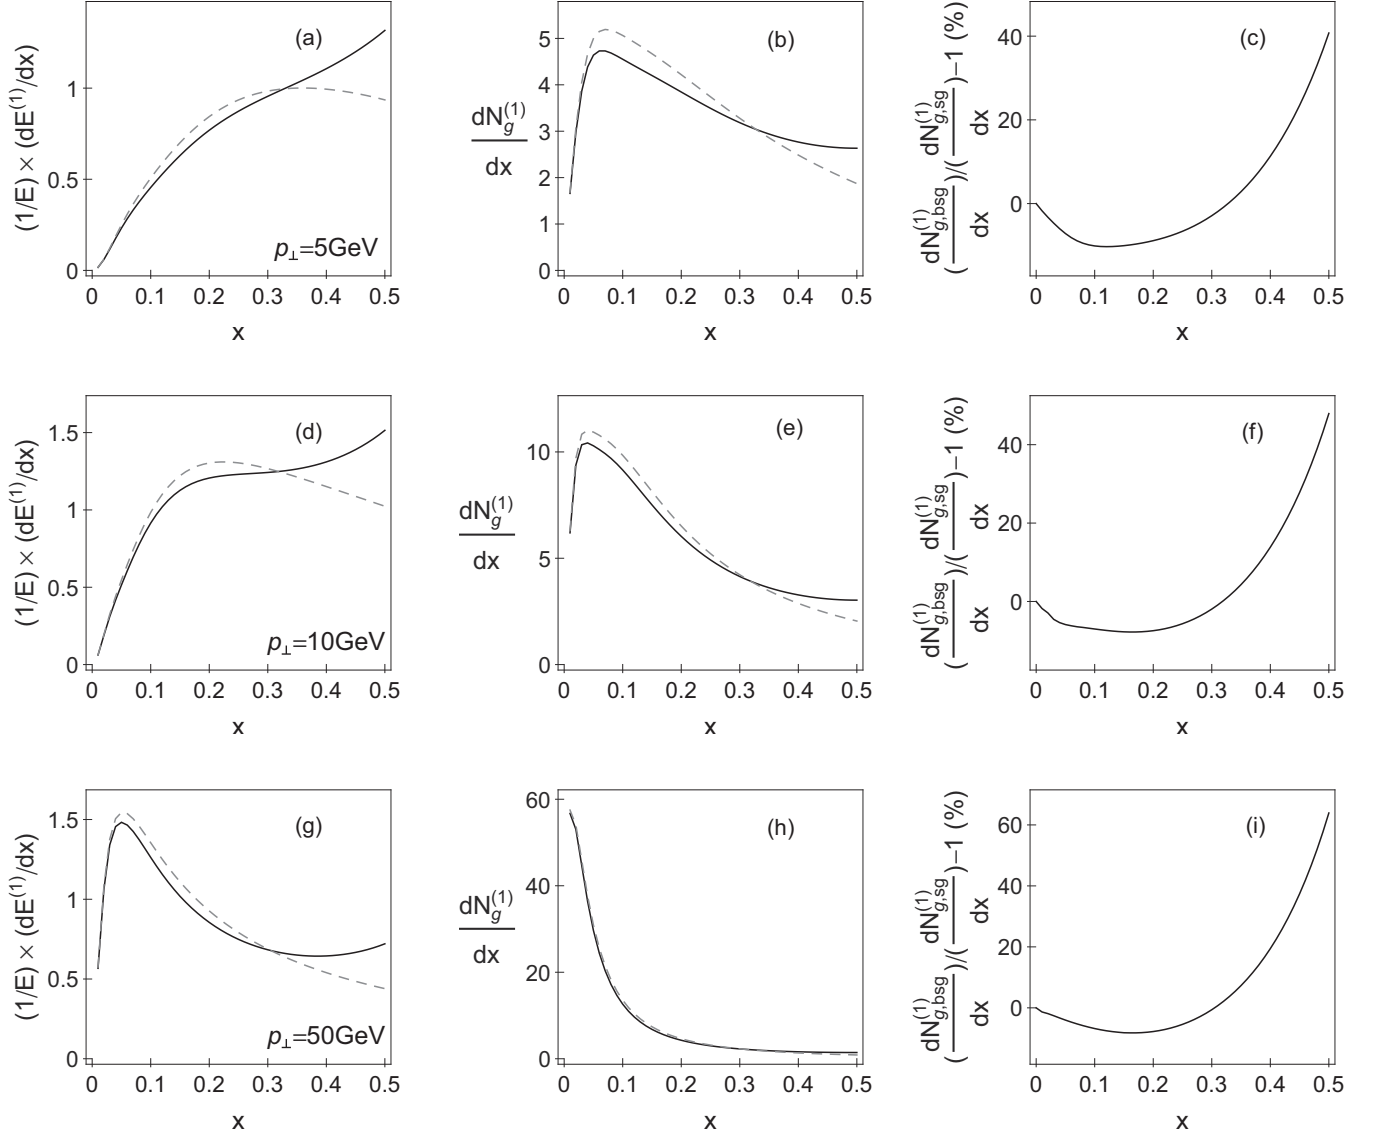 (a)
(1/E) × (dE^(1)/dx)
1
0.5
0
p⊥=5GeV
0 0.1 0.2 0.3 0.4 0.5
x
(b)
dN_g^(1)
dx
5
4
3
2
1
0
0 0.1 0.2 0.3 0.4 0.5
x
(c)
(dN_g,bsg^(1)/dx)/(dN_g,sg^(1)/dx)−1 (%)
40
20
0
0 0.1 0.2 0.3 0.4 0.5
x
(d)
(1/E) × (dE^(1)/dx)
1.5
1
0.5
0
p⊥=10GeV
0 0.1 0.2 0.3 0.4 0.5
x
(e)
dN_g^(1)
dx
10
5
0
0 0.1 0.2 0.3 0.4 0.5
x
(f)
(dN_g,bsg^(1)/dx)/(dN_g,sg^(1)/dx)−1 (%)
40
20
0
0 0.1 0.2 0.3 0.4 0.5
x
(g)
(1/E) × (dE^(1)/dx)
1.5
1
0.5
0
p⊥=50GeV
0 0.1 0.2 0.3 0.4 0.5
x
(h)
dN_g^(1)
dx
60
40
20
0
0 0.1 0.2 0.3 0.4 0.5
x
(i)
(dN_g,bsg^(1)/dx)/(dN_g,sg^(1)/dx)−1 (%)
60
40
20
0
0 0.1 0.2 0.3 0.4 0.5
x